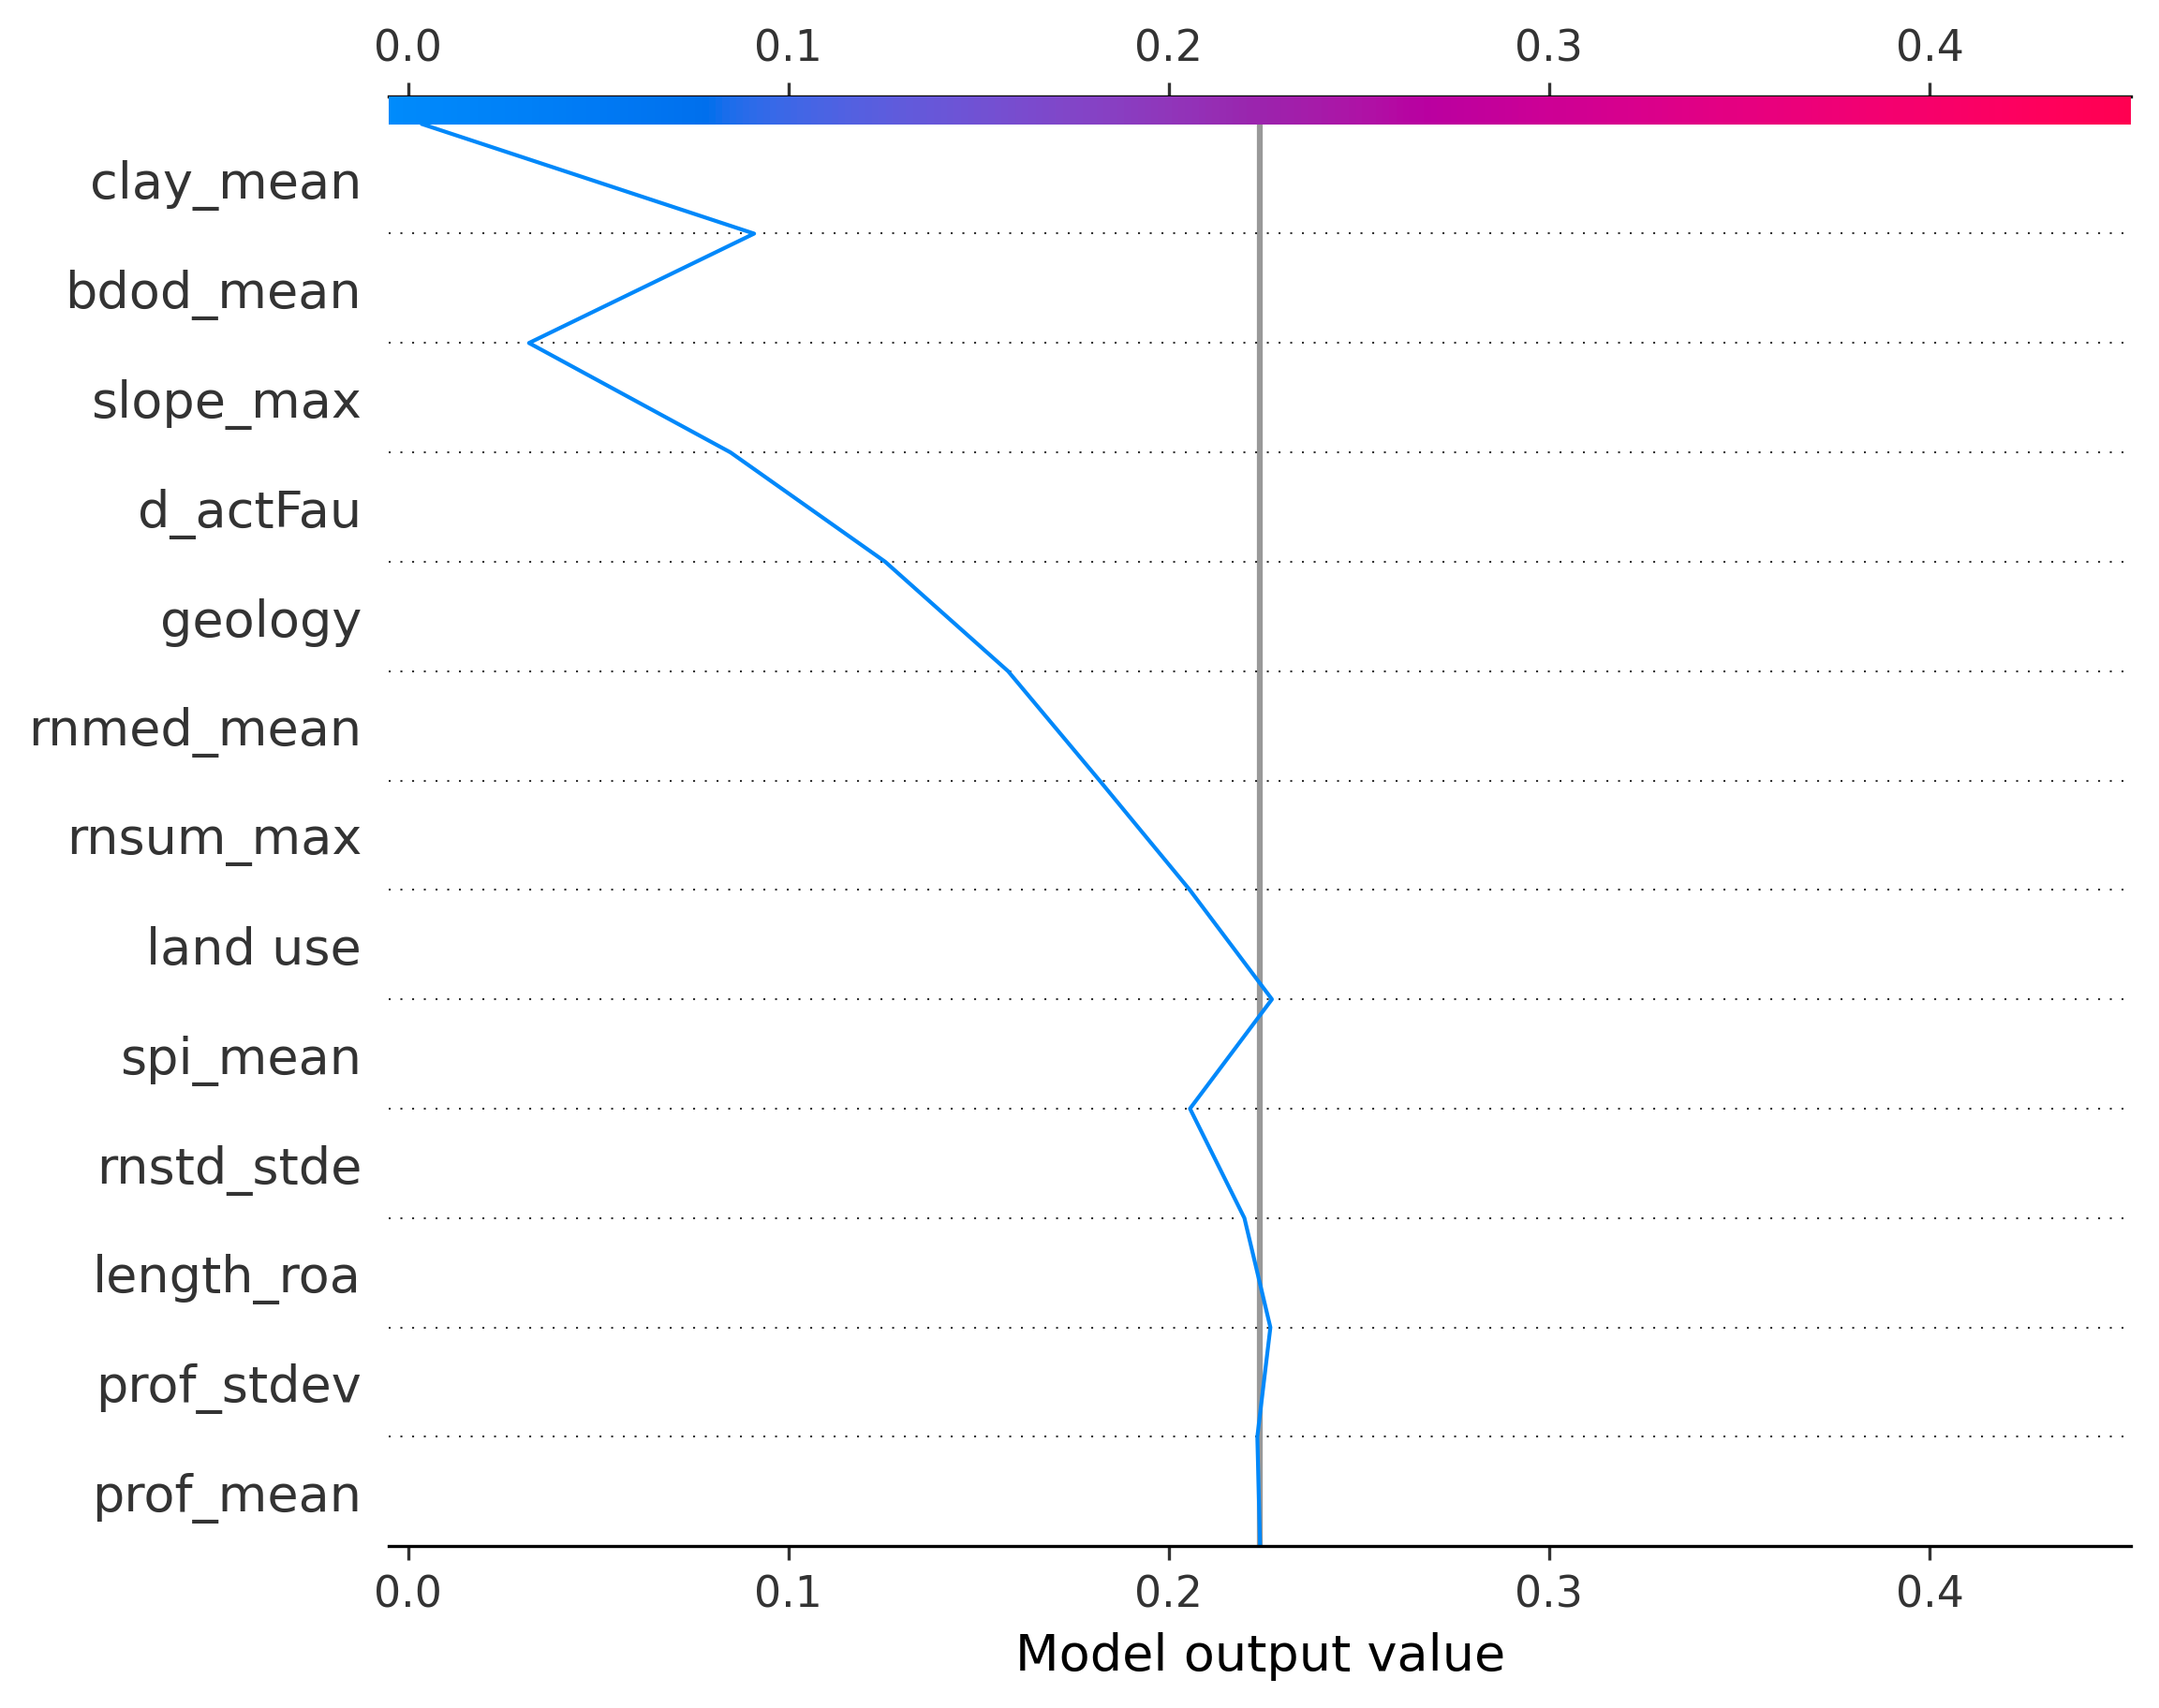 0.0 0.1 0.2 0.3 0.4
clay_mean
bdod_mean
slope_max
d_actFau
geology
rnmed_mean
rnsum_max
land use
spi_mean
rnstd_stde
length_roa
prof_stdev
prof_mean
0.0 0.1 0.2 0.3 0.4
Model output value